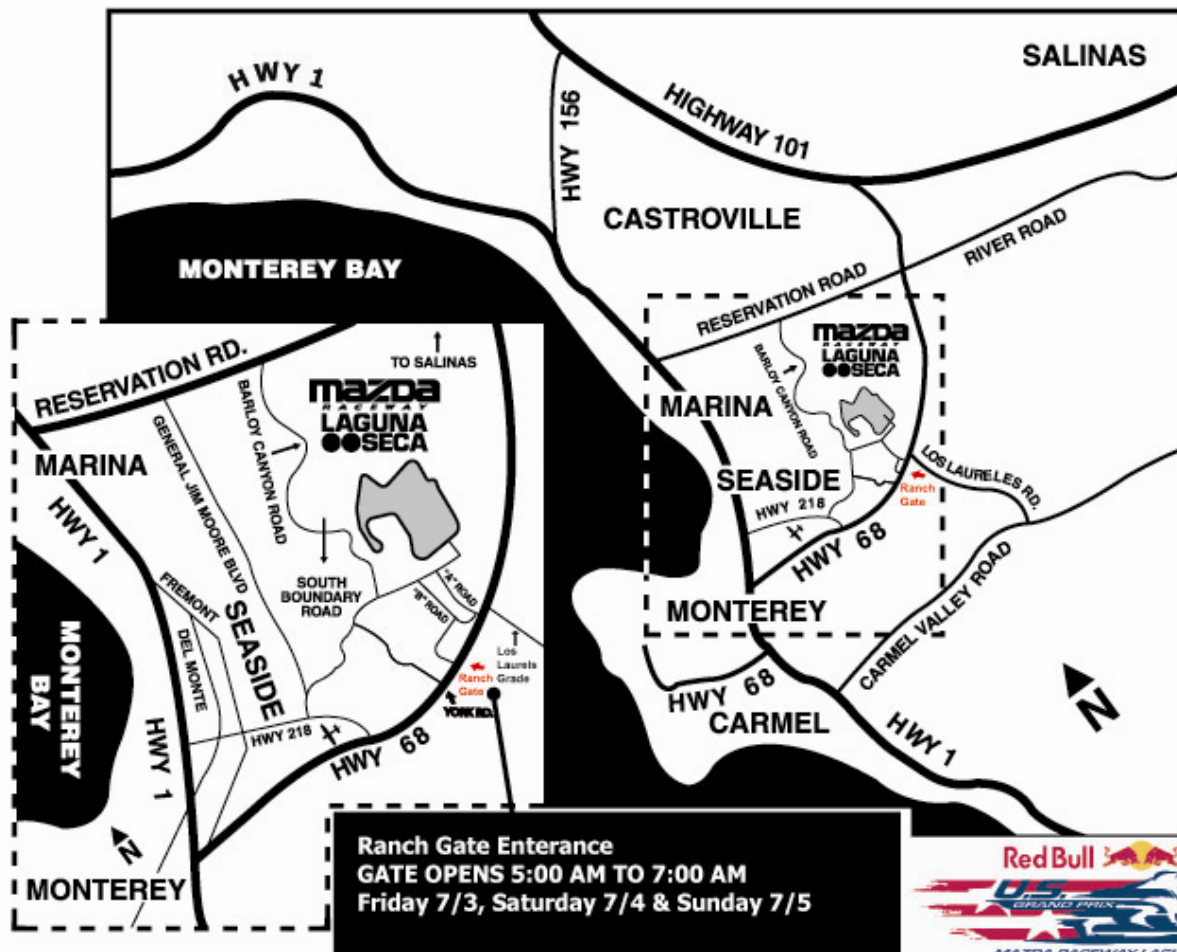 SALINAS
HWY 1
HWY 156
HIGHWAY 101
CASTROVILLE
RIVER ROAD
MONTEREY BAY
RESERVATION ROAD
mazda
RACEWAY
LAGUNA
SECA
BARLOY CANYON ROAD
MARINA
SEASIDE
HWY 218
LOS LAURELES RD.
Ranch
Gate
HWY 68
MONTEREY
CARMEL VALLEY ROAD
HWY 68
CARMEL
HWY 1
N
RESERVATION RD.
TO SALINAS
mazda
RACEWAY
LAGUNA
SECA
MARINA
GENERAL JIM MOORE BLVD
BARLOY CANYON ROAD
HWY 1
SOUTH
BOUNDARY
ROAD
"A" ROAD
"B" ROAD
FREMONT
DEL MONTE
SEASIDE
MONTEREY
BAY
Los
Laurels
Grade
Ranch
Gate
YORK RD.
HWY 218
HWY 68
HWY 1
N
MONTEREY
Ranch Gate Enterance
GATE OPENS 5:00 AM TO 7:00 AM
Friday 7/3, Saturday 7/4 & Sunday 7/5
Red Bull
U.S.
GRAND PRIX